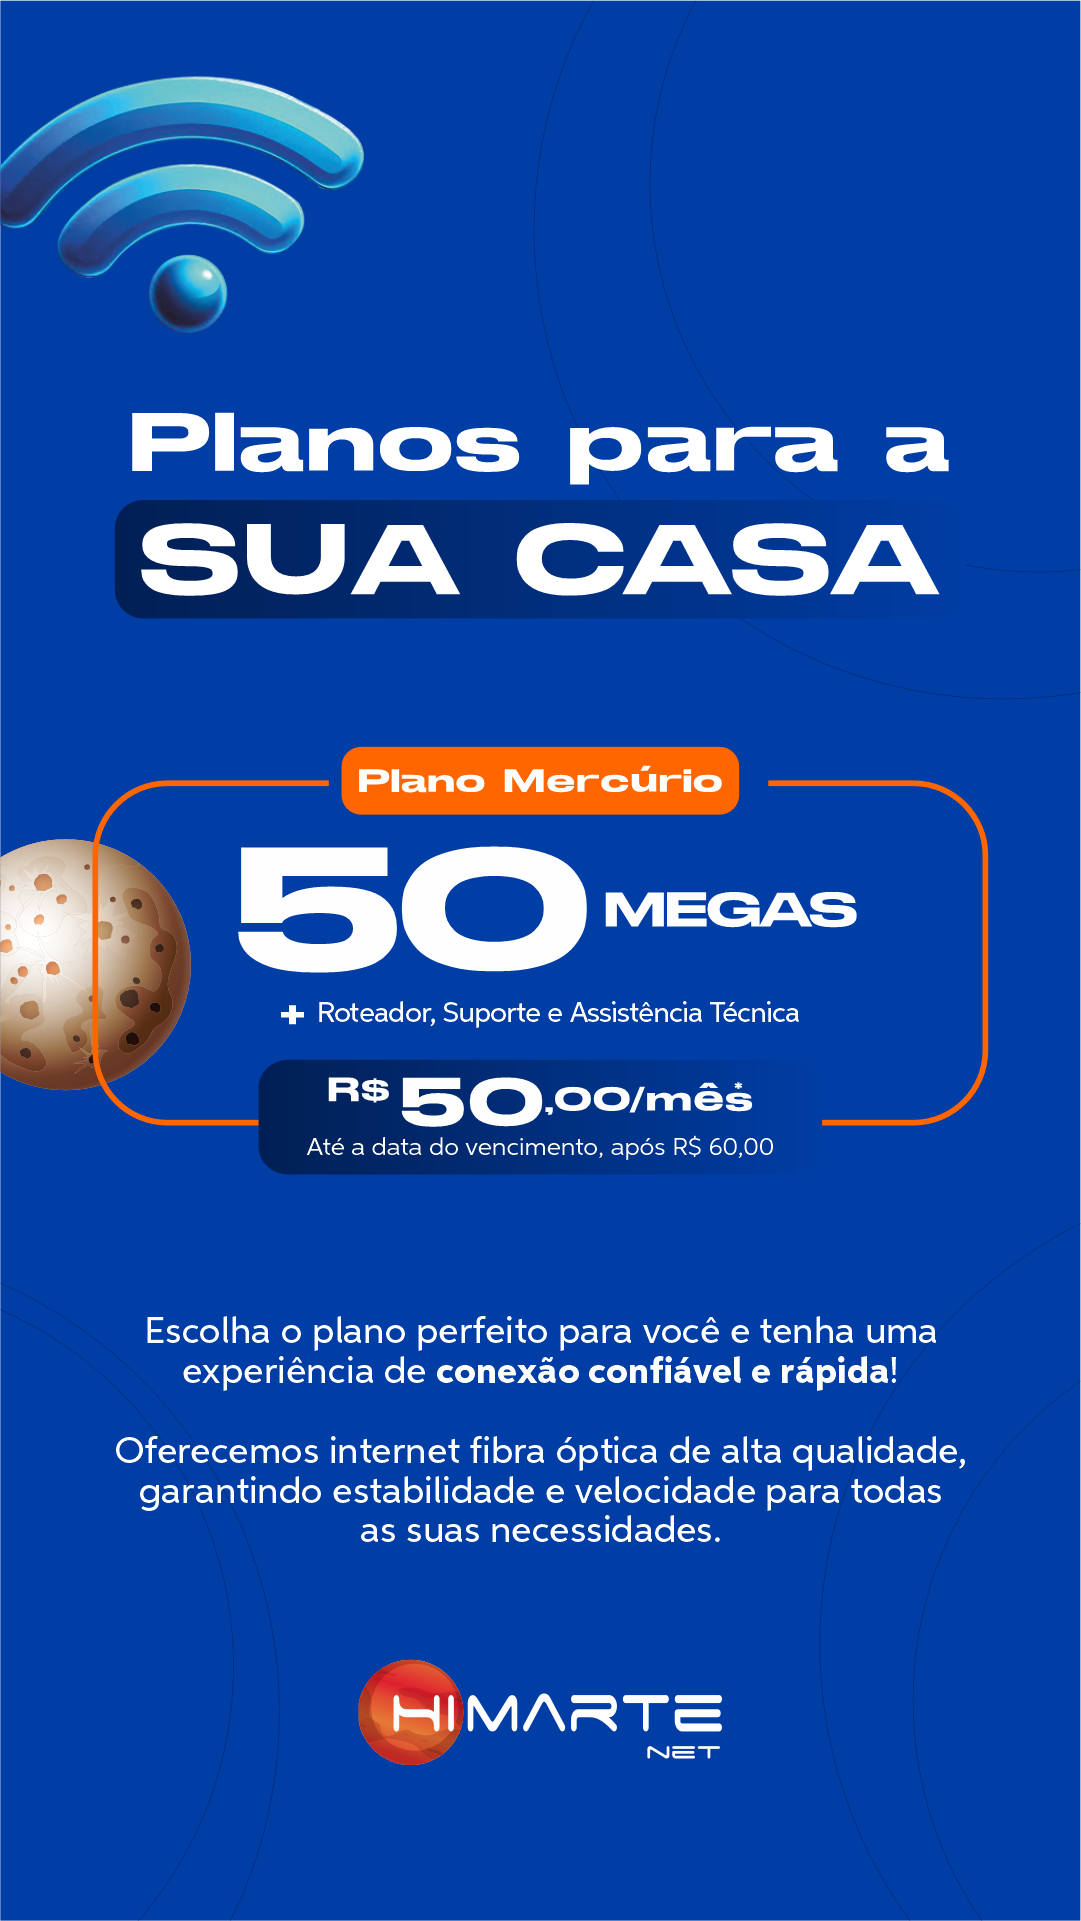 Planos para a
SUA CASA
Plano Mercúrio
50 MEGAS
+ Roteador, Suporte e Assistência Técnica
R$ 50,00/mês*
Até a data do vencimento, após R$ 60,00
Escolha o plano perfeito para você e tenha uma
experiência de conexão confiável e rápida!
Oferecemos internet fibra óptica de alta qualidade,
garantindo estabilidade e velocidade para todas
as suas necessidades.
HIMARTE
NET